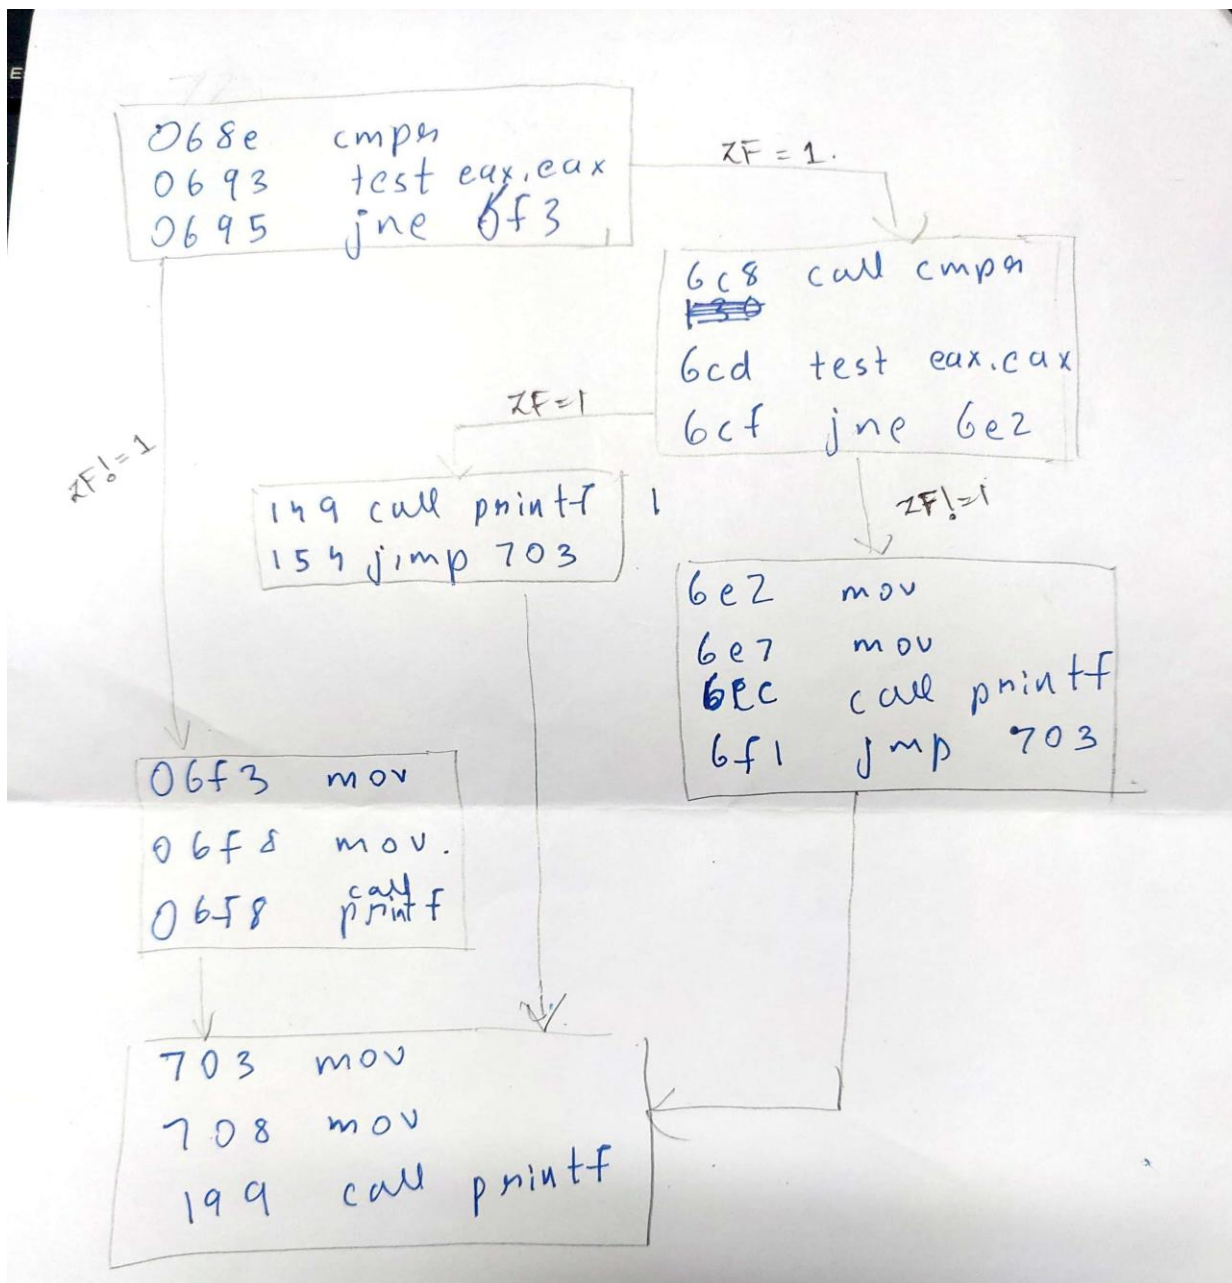 E
068e cmpr
0693 test eax.eax
0695 jne 6f3
ZF = 1.
6c8 call cmpr
6cd test eax.eax
6cf jne 6e2
ZF=1
ZF!=1
ZF!=1
149 call printf 1
154 jmp 703
6e2 mov
6e7 mov
6ec call printf
6f1 jmp 703
06f3 mov
06f8 mov.
06f8 call printf
703 mov
708 mov
199 call printf